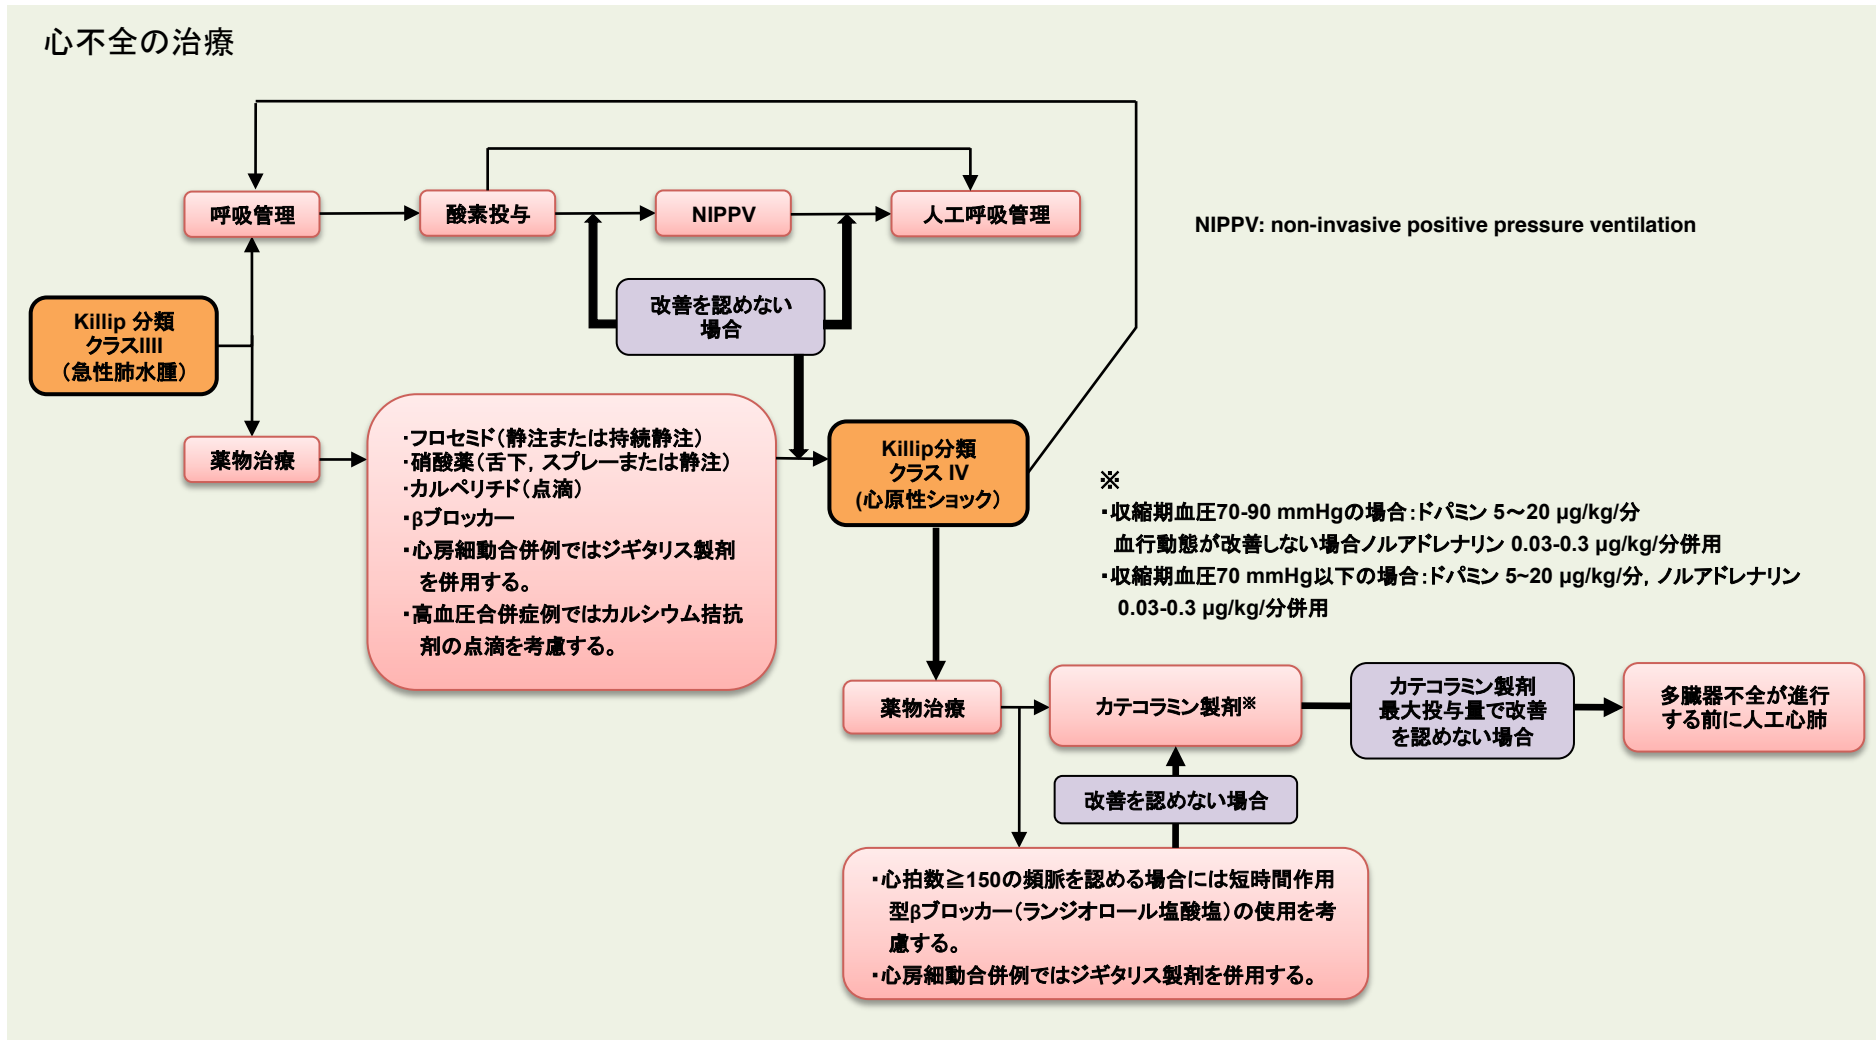 心不全の治療
呼吸管理
酸素投与
NIPPV
人工呼吸管理
NIPPV: non-invasive positive pressure ventilation
改善を認めない
場合
Killip 分類
クラスIIII
（急性肺水腫）
薬物治療
・フロセミド（静注または持続静注）
・硝酸薬（舌下，スプレーまたは静注）
・カルペリチド（点滴）
・βブロッカー
・心房細動合併例ではジギタリス製剤
を併用する。
・高血圧合併症例ではカルシウム拮抗
剤の点滴を考慮する。
Killip分類
クラス IV
(心原性ショック）
※
・収縮期血圧70-90 mmHgの場合：ドパミン 5〜20 µg/kg/分
血行動態が改善しない場合ノルアドレナリン 0.03-0.3 µg/kg/分併用
・収縮期血圧70 mmHg以下の場合：ドパミン 5~20 µg/kg/分，ノルアドレナリン
0.03-0.3 µg/kg/分併用
薬物治療
カテコラミン製剤※
カテコラミン製剤
最大投与量で改善
を認めない場合
多臓器不全が進行
する前に人工心肺
改善を認めない場合
・心拍数≧150の頻脈を認める場合には短時間作用
型βブロッカー（ランジオロール塩酸塩）の使用を考
慮する。
・心房細動合併例ではジギタリス製剤を併用する。